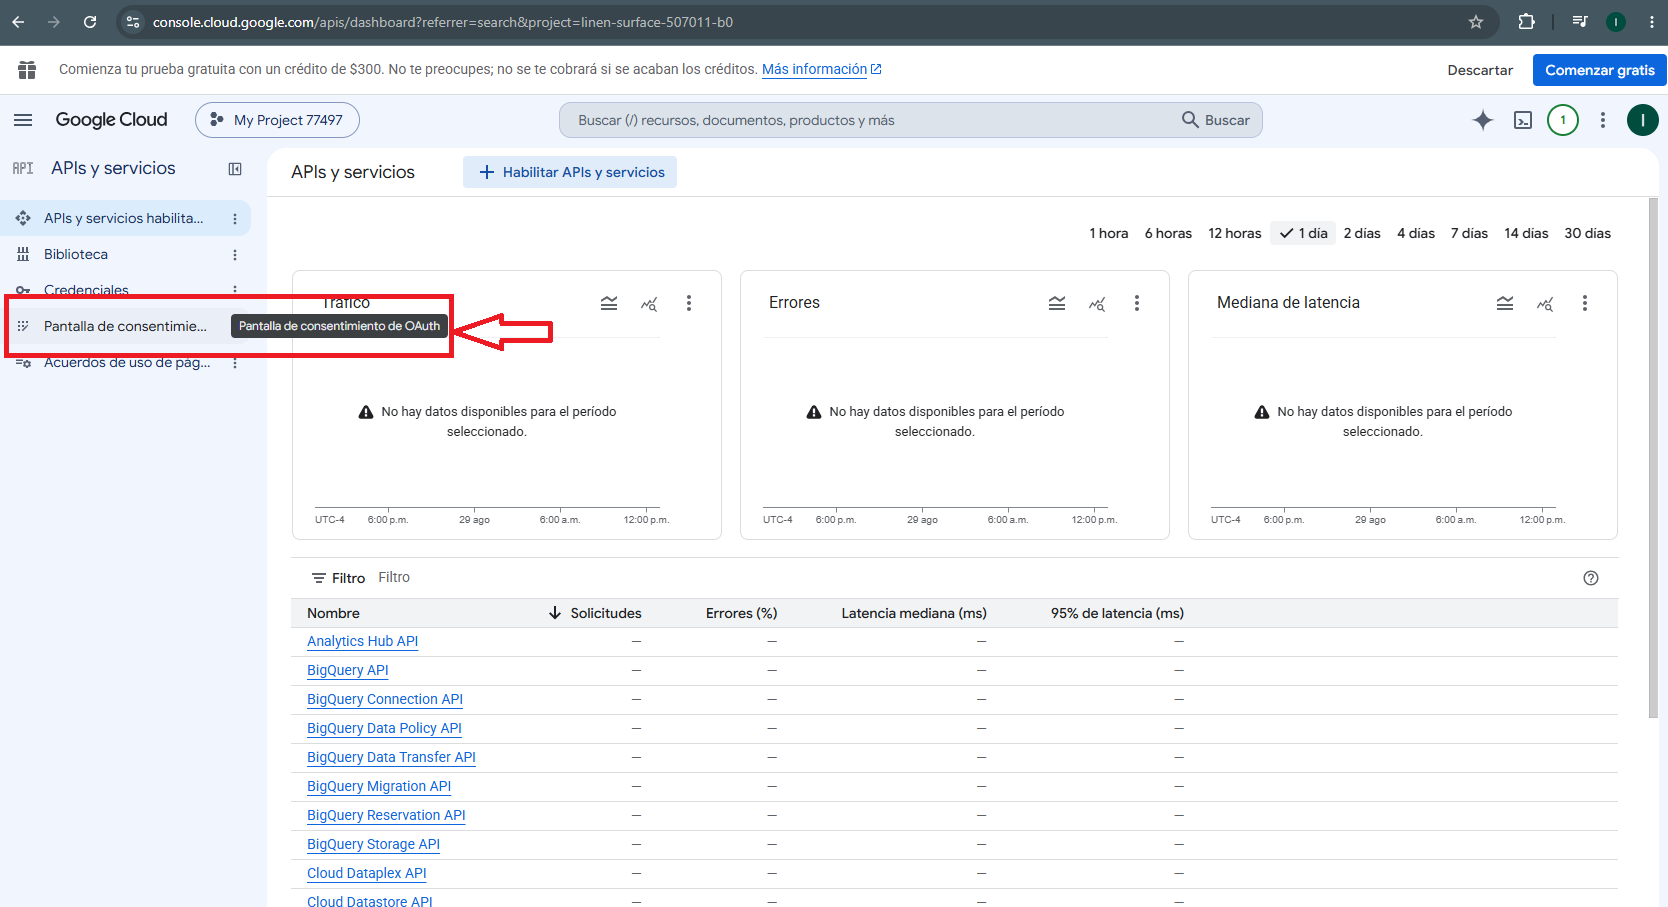 console.cloud.google.com/apis/dashboard?referrer=search&project=linen-surface-507011-b0
I
Comienza tu prueba gratuita con un crédito de $300. No te preocupes; no se te cobrará si se acaban los créditos. Más información
Descartar
Comenzar gratis
Google Cloud
My Project 77497
Buscar (/) recursos, documentos, productos y más
Buscar
1
I
API APIs y servicios
APIs y servicios habilita...
Biblioteca
Credenciales
Pantalla de consentimie...
Pantalla de consentimiento de OAuth
Acuerdos de uso de pág...
APIs y servicios
Habilitar APIs y servicios
1 hora 6 horas 12 horas 1 día 2 días 4 días 7 días 14 días 30 días
Tráfico
No hay datos disponibles para el período
seleccionado.
UTC-4 6:00 p.m. 29 ago 6:00 a.m. 12:00 p.m.
Errores
No hay datos disponibles para el período
seleccionado.
UTC-4 6:00 p.m. 29 ago 6:00 a.m. 12:00 p.m.
Mediana de latencia
No hay datos disponibles para el período
seleccionado.
UTC-4 6:00 p.m. 29 ago 6:00 a.m. 12:00 p.m.
Filtro Filtro
Nombre Solicitudes Errores (%) Latencia mediana (ms) 95% de latencia (ms)
Analytics Hub API — — — —
BigQuery API — — — —
BigQuery Connection API — — — —
BigQuery Data Policy API — — — —
BigQuery Data Transfer API — — — —
BigQuery Migration API — — — —
BigQuery Reservation API — — — —
BigQuery Storage API — — — —
Cloud Dataplex API — — — —
Cloud Datastore API — — — —